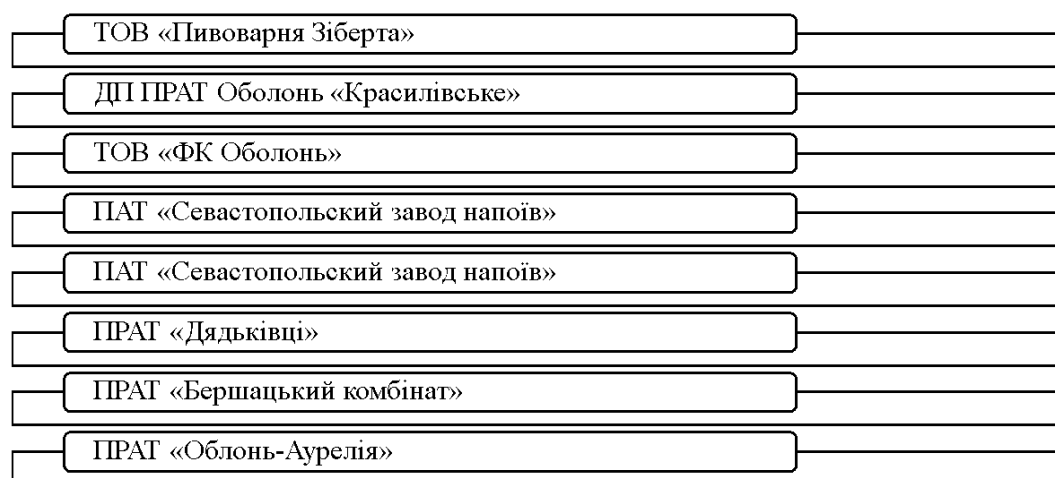 ТОВ «Пивоварня Зіберта»
ДП ПРАТ Оболонь «Красилівське»
ТОВ «ФК Оболонь»
ПАТ «Севастопольский завод напоїв»
ПАТ «Севастопольский завод напоїв»
ПРАТ «Дядьківці»
ПРАТ «Бершацький комбінат»
ПРАТ «Облонь-Аурелія»